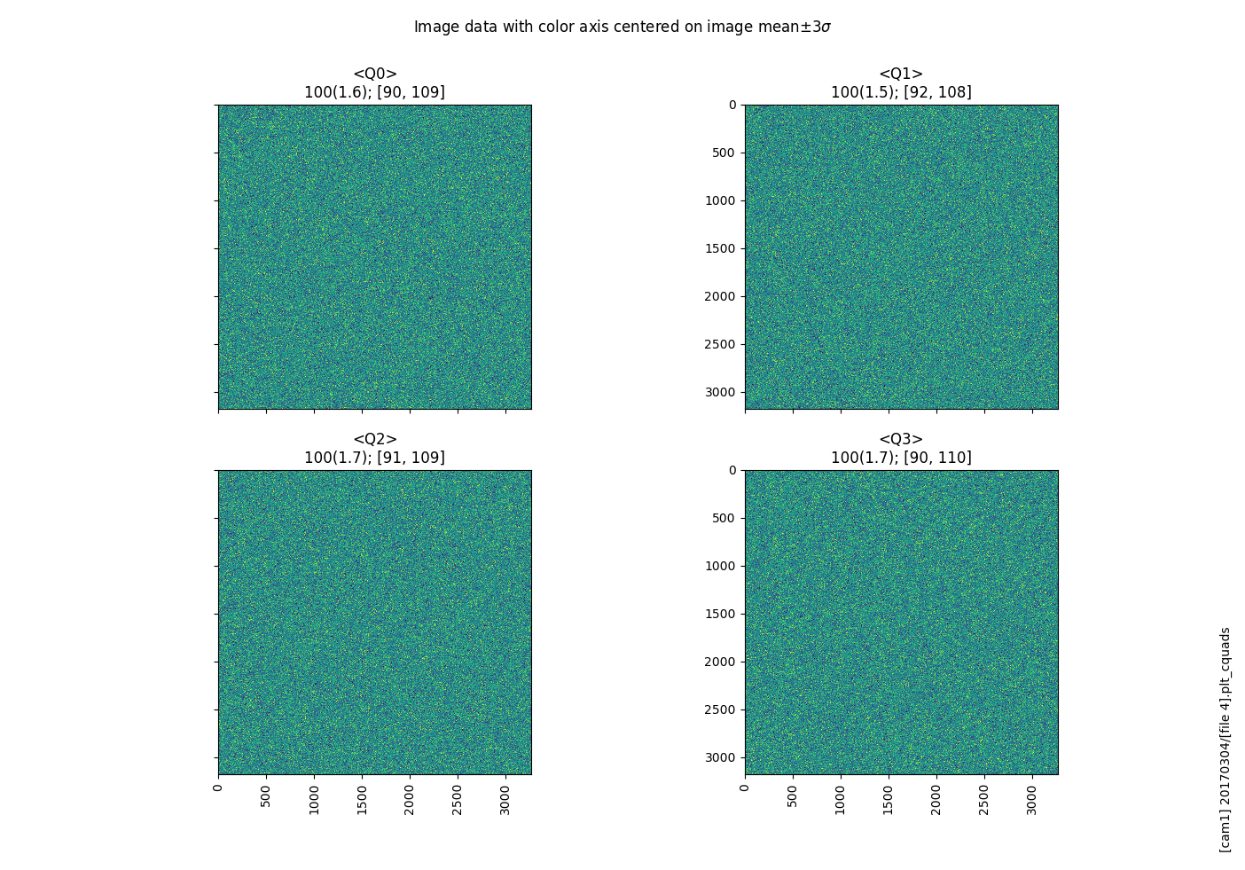 Image data with color axis centered on image mean±3σ
<Q0>
100(1.6); [90, 109]
<Q1>
100(1.5); [92, 108]
0
500
1000
1500
2000
2500
3000
<Q2>
100(1.7); [91, 109]
<Q3>
100(1.7); [90, 110]
0
500
1000
1500
2000
2500
3000
0 500 1000 1500 2000 2500 3000
0 500 1000 1500 2000 2500 3000
[cam1] 20170304/[file 4].plt_cquads